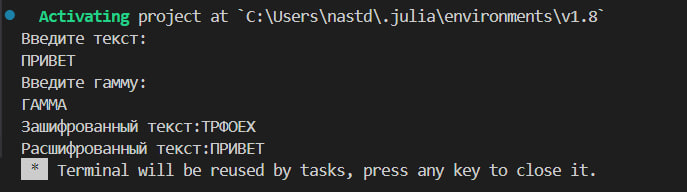 Activating project at `C:\Users\nastd\.julia\environments\v1.8`
Введите текст:
ПРИВЕТ
Введите гамму:
ГАММА
Зашифрованный текст:ТРФОЕХ
Расшифрованный текст:ПРИВЕТ
* Terminal will be reused by tasks, press any key to close it.